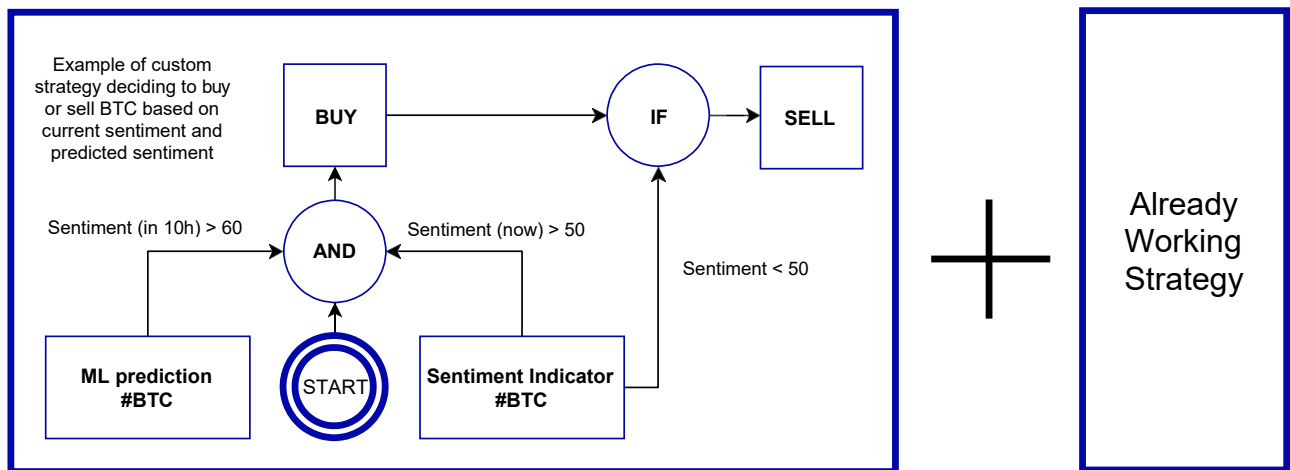 Example of custom
strategy deciding to buy
or sell BTC based on
current sentiment and
predicted sentiment
BUY
IF
SELL
Sentiment (in 10h) > 60
AND
Sentiment (now) > 50
Sentiment < 50
ML prediction
#BTC
START
Sentiment Indicator
#BTC
Already
Working
Strategy